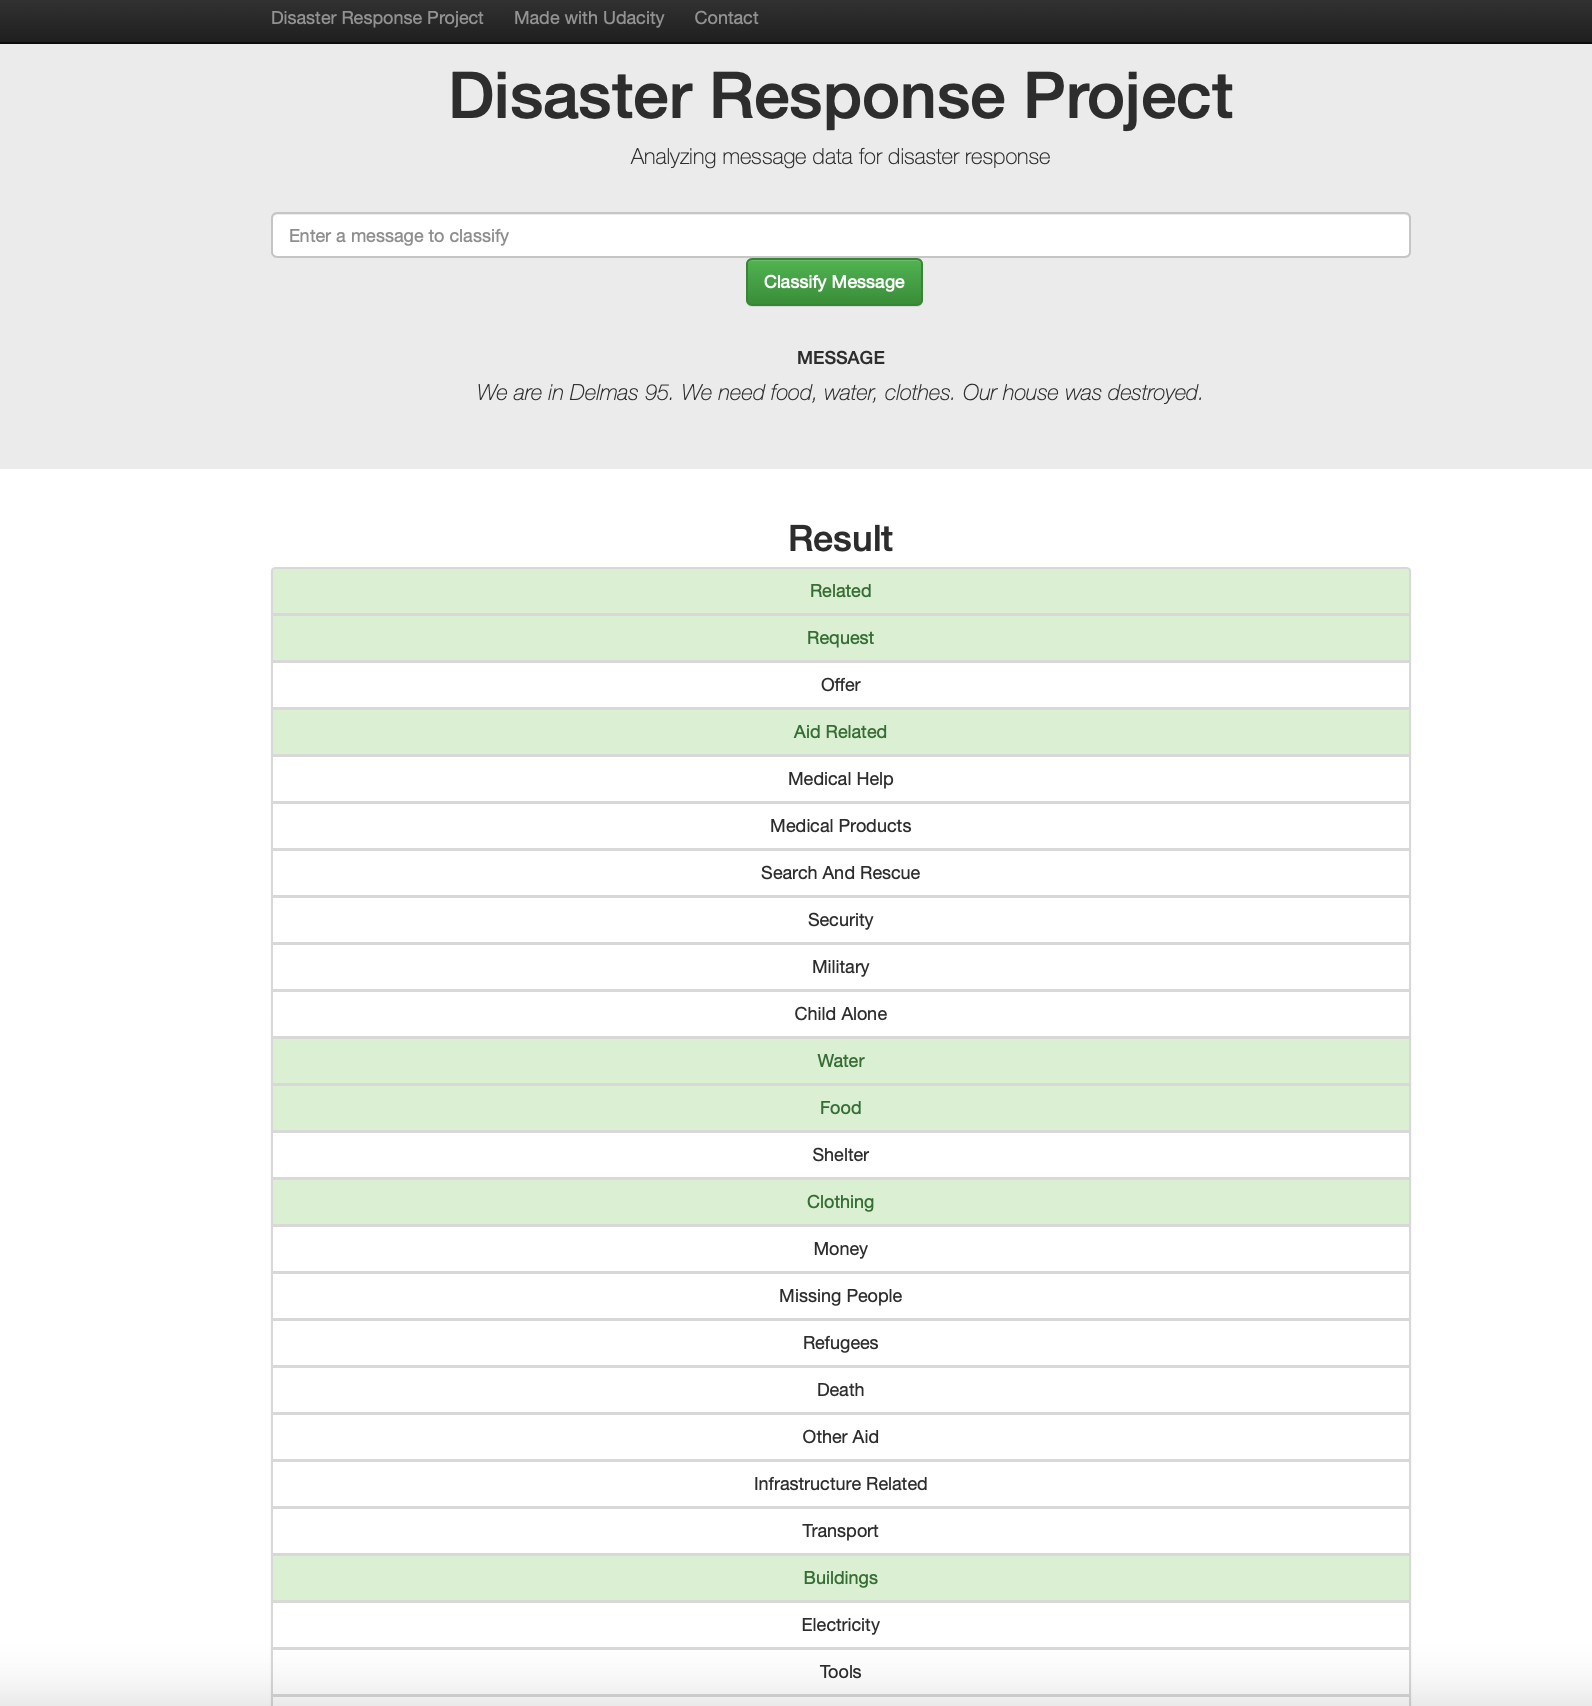 Disaster Response Project Made with Udacity Contact
Disaster Response Project
Analyzing message data for disaster response
Enter a message to classify
Classify Message
MESSAGE
We are in Delmas 95. We need food, water, clothes. Our house was destroyed.
Result
Related
Request
Offer
Aid Related
Medical Help
Medical Products
Search And Rescue
Security
Military
Child Alone
Water
Food
Shelter
Clothing
Money
Missing People
Refugees
Death
Other Aid
Infrastructure Related
Transport
Buildings
Electricity
Tools